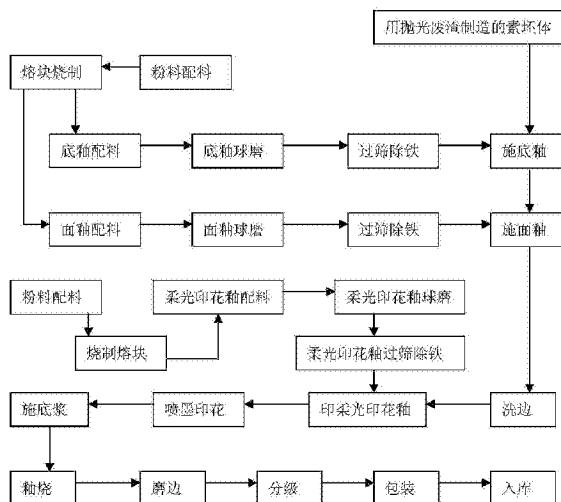 用抛光废渣制造的素坯体
熔块烧制
粉料配料
底釉配料
底釉球磨
过筛除铁
施底釉
面釉配料
面釉球磨
过筛除铁
施面釉
粉料配料
柔光印花釉配料
柔光印花釉球磨
烧制熔块
柔光印花釉过筛除铁
施底浆
喷墨印花
印柔光印花釉
洗边
釉烧
磨边
分级
包装
入库